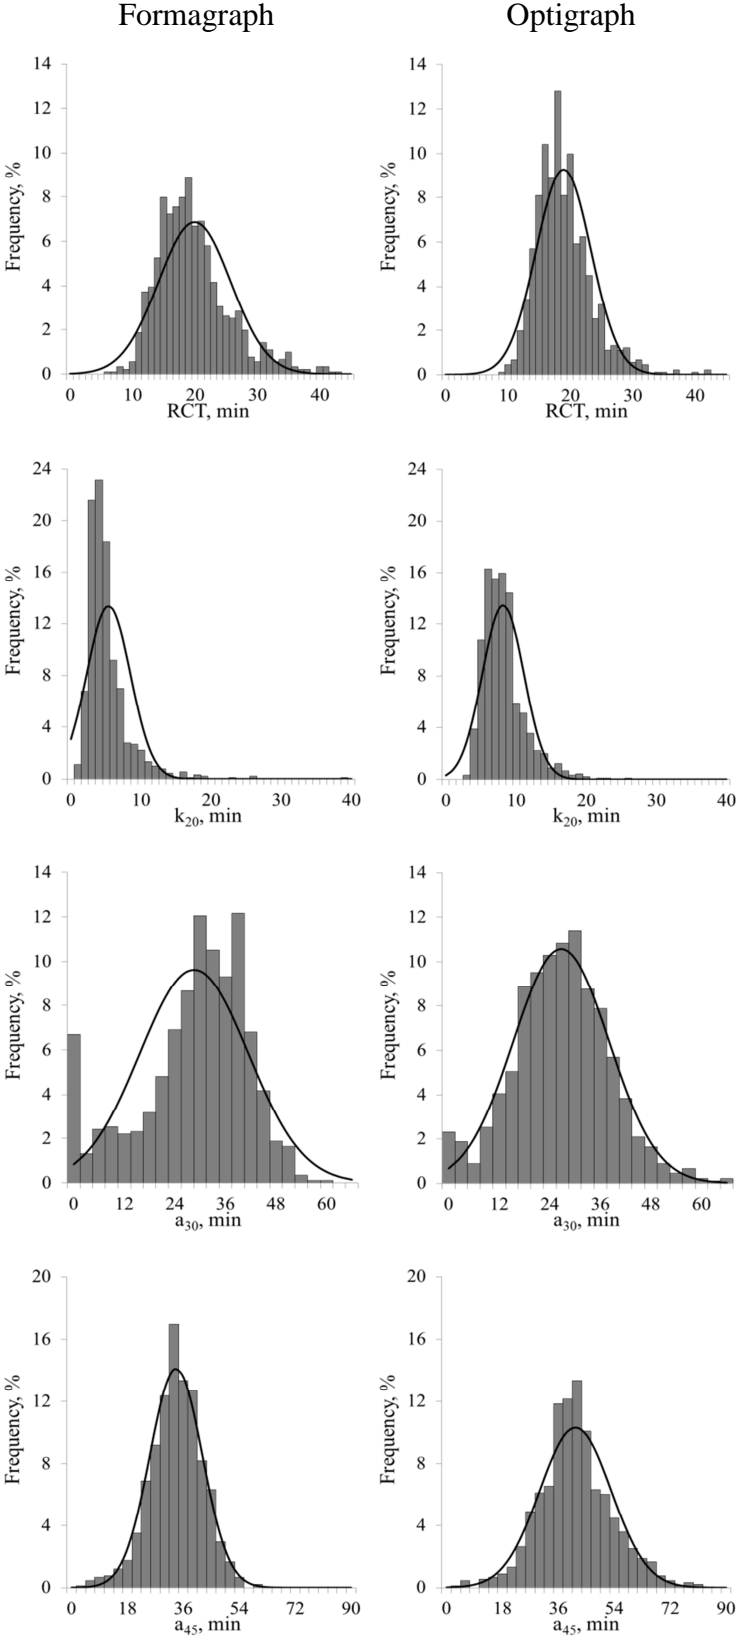 Formagraph Optigraph
14 14
12 12
10 10
8 8
6 6
4 4
2 2
0 0
Frequency, % Frequency, %
0 10 20 30 40 0 10 20 30 40
RCT, min RCT, min
24 24
20 20
16 16
12 12
8 8
4 4
0 0
Frequency, % Frequency, %
0 10 20 30 40 0 10 20 30 40
k20, min k20, min
14 14
12 12
10 10
8 8
6 6
4 4
2 2
0 0
Frequency, % Frequency, %
0 12 24 36 48 60 0 12 24 36 48 60
a30, min a30, min
20 20
16 16
12 12
8 8
4 4
0 0
Frequency, % Frequency, %
0 18 36 54 72 90 0 18 36 54 72 90
a45, min a45, min